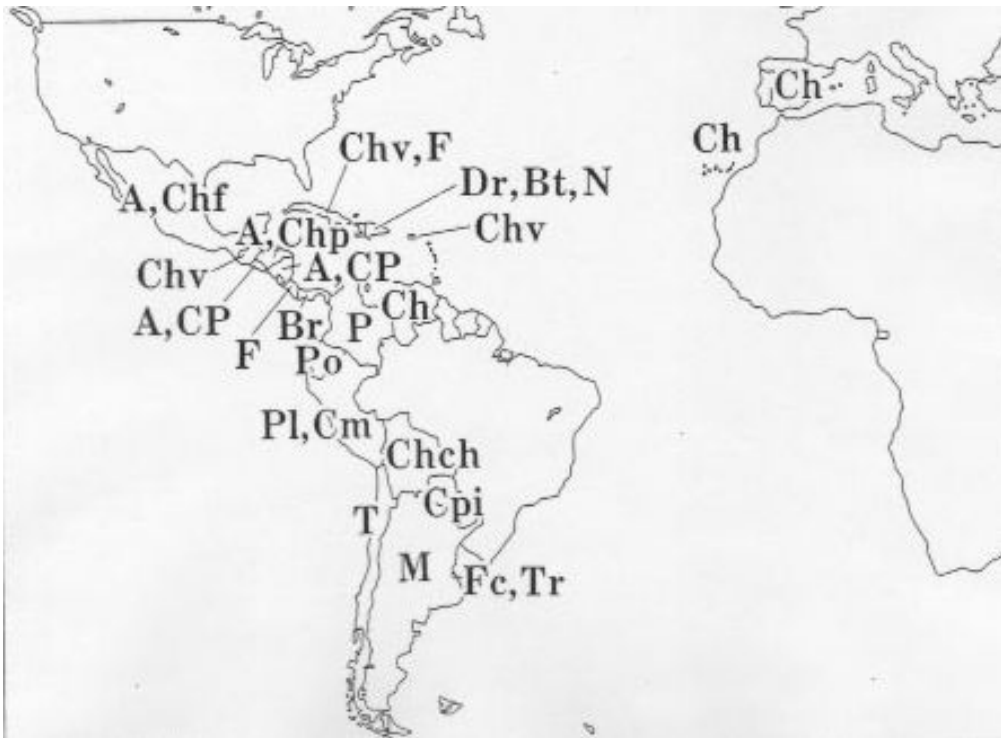 Ch
Ch
Chv, F
Dr, Bt, N
A, Chf
Chv
A, Chp
Chv
A, CP
A, CP
Ch
Br
P
F
Po
Pl, Cm
Chch
Cpi
T
M
Fc, Tr